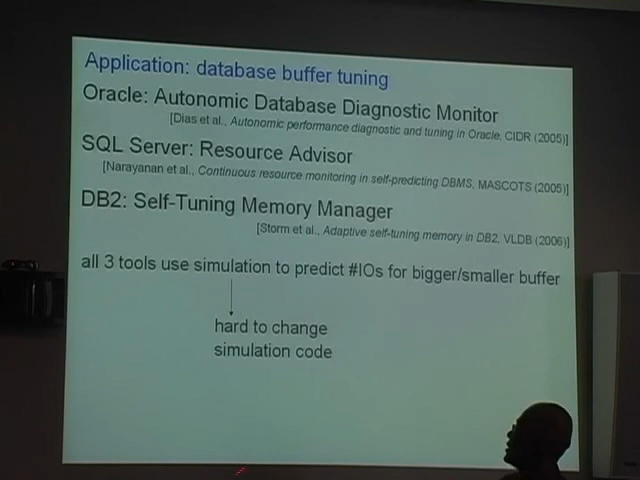 Application: database buffer tuning
Oracle: Autonomic Database Diagnostic Monitor
[Dias et al., Autonomic performance diagnostic and tuning in Oracle, CIDR (2005)]
SQL Server: Resource Advisor
[Narayanan et al., Continuous resource monitoring in self-predicting DBMS, MASCOTS (2005)]
DB2: Self-Tuning Memory Manager
[Storm et al., Adaptive self-tuning memory in DB2, VLDB (2006)]
all 3 tools use simulation to predict #IOs for bigger/smaller buffer
hard to change
simulation code